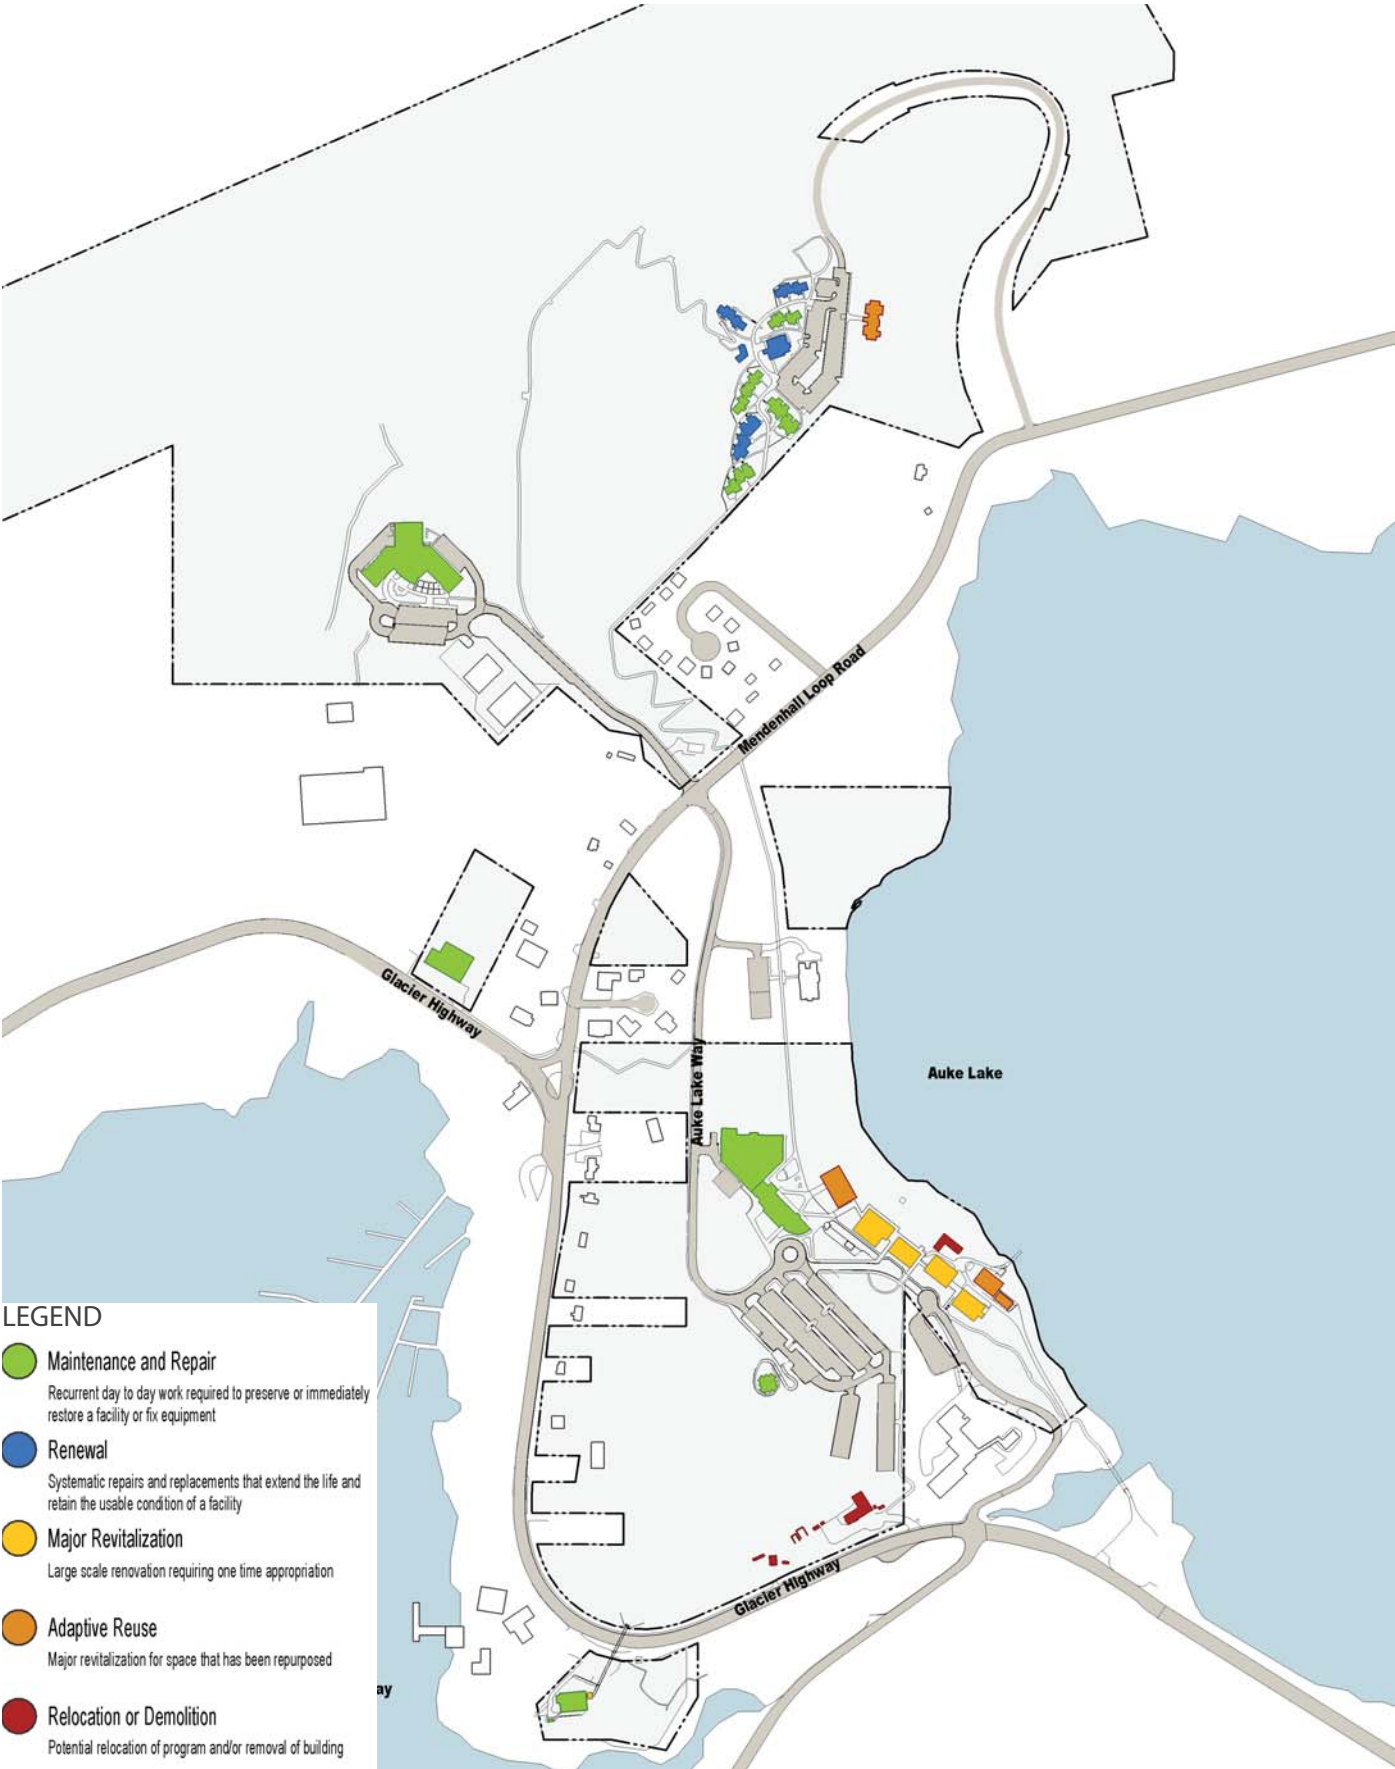 Mendenhall Loop Road
Glacier Highway
Auke Lake Way
Auke Lake
Glacier Highway
ay
LEGEND
Maintenance and Repair
Recurrent day to day work required to preserve or immediately
restore a facility or fix equipment
Renewal
Systematic repairs and replacements that extend the life and
retain the usable condition of a facility
Major Revitalization
Large scale renovation requiring one time appropriation
Adaptive Reuse
Major revitalization for space that has been repurposed
Relocation or Demolition
Potential relocation of program and/or removal of building